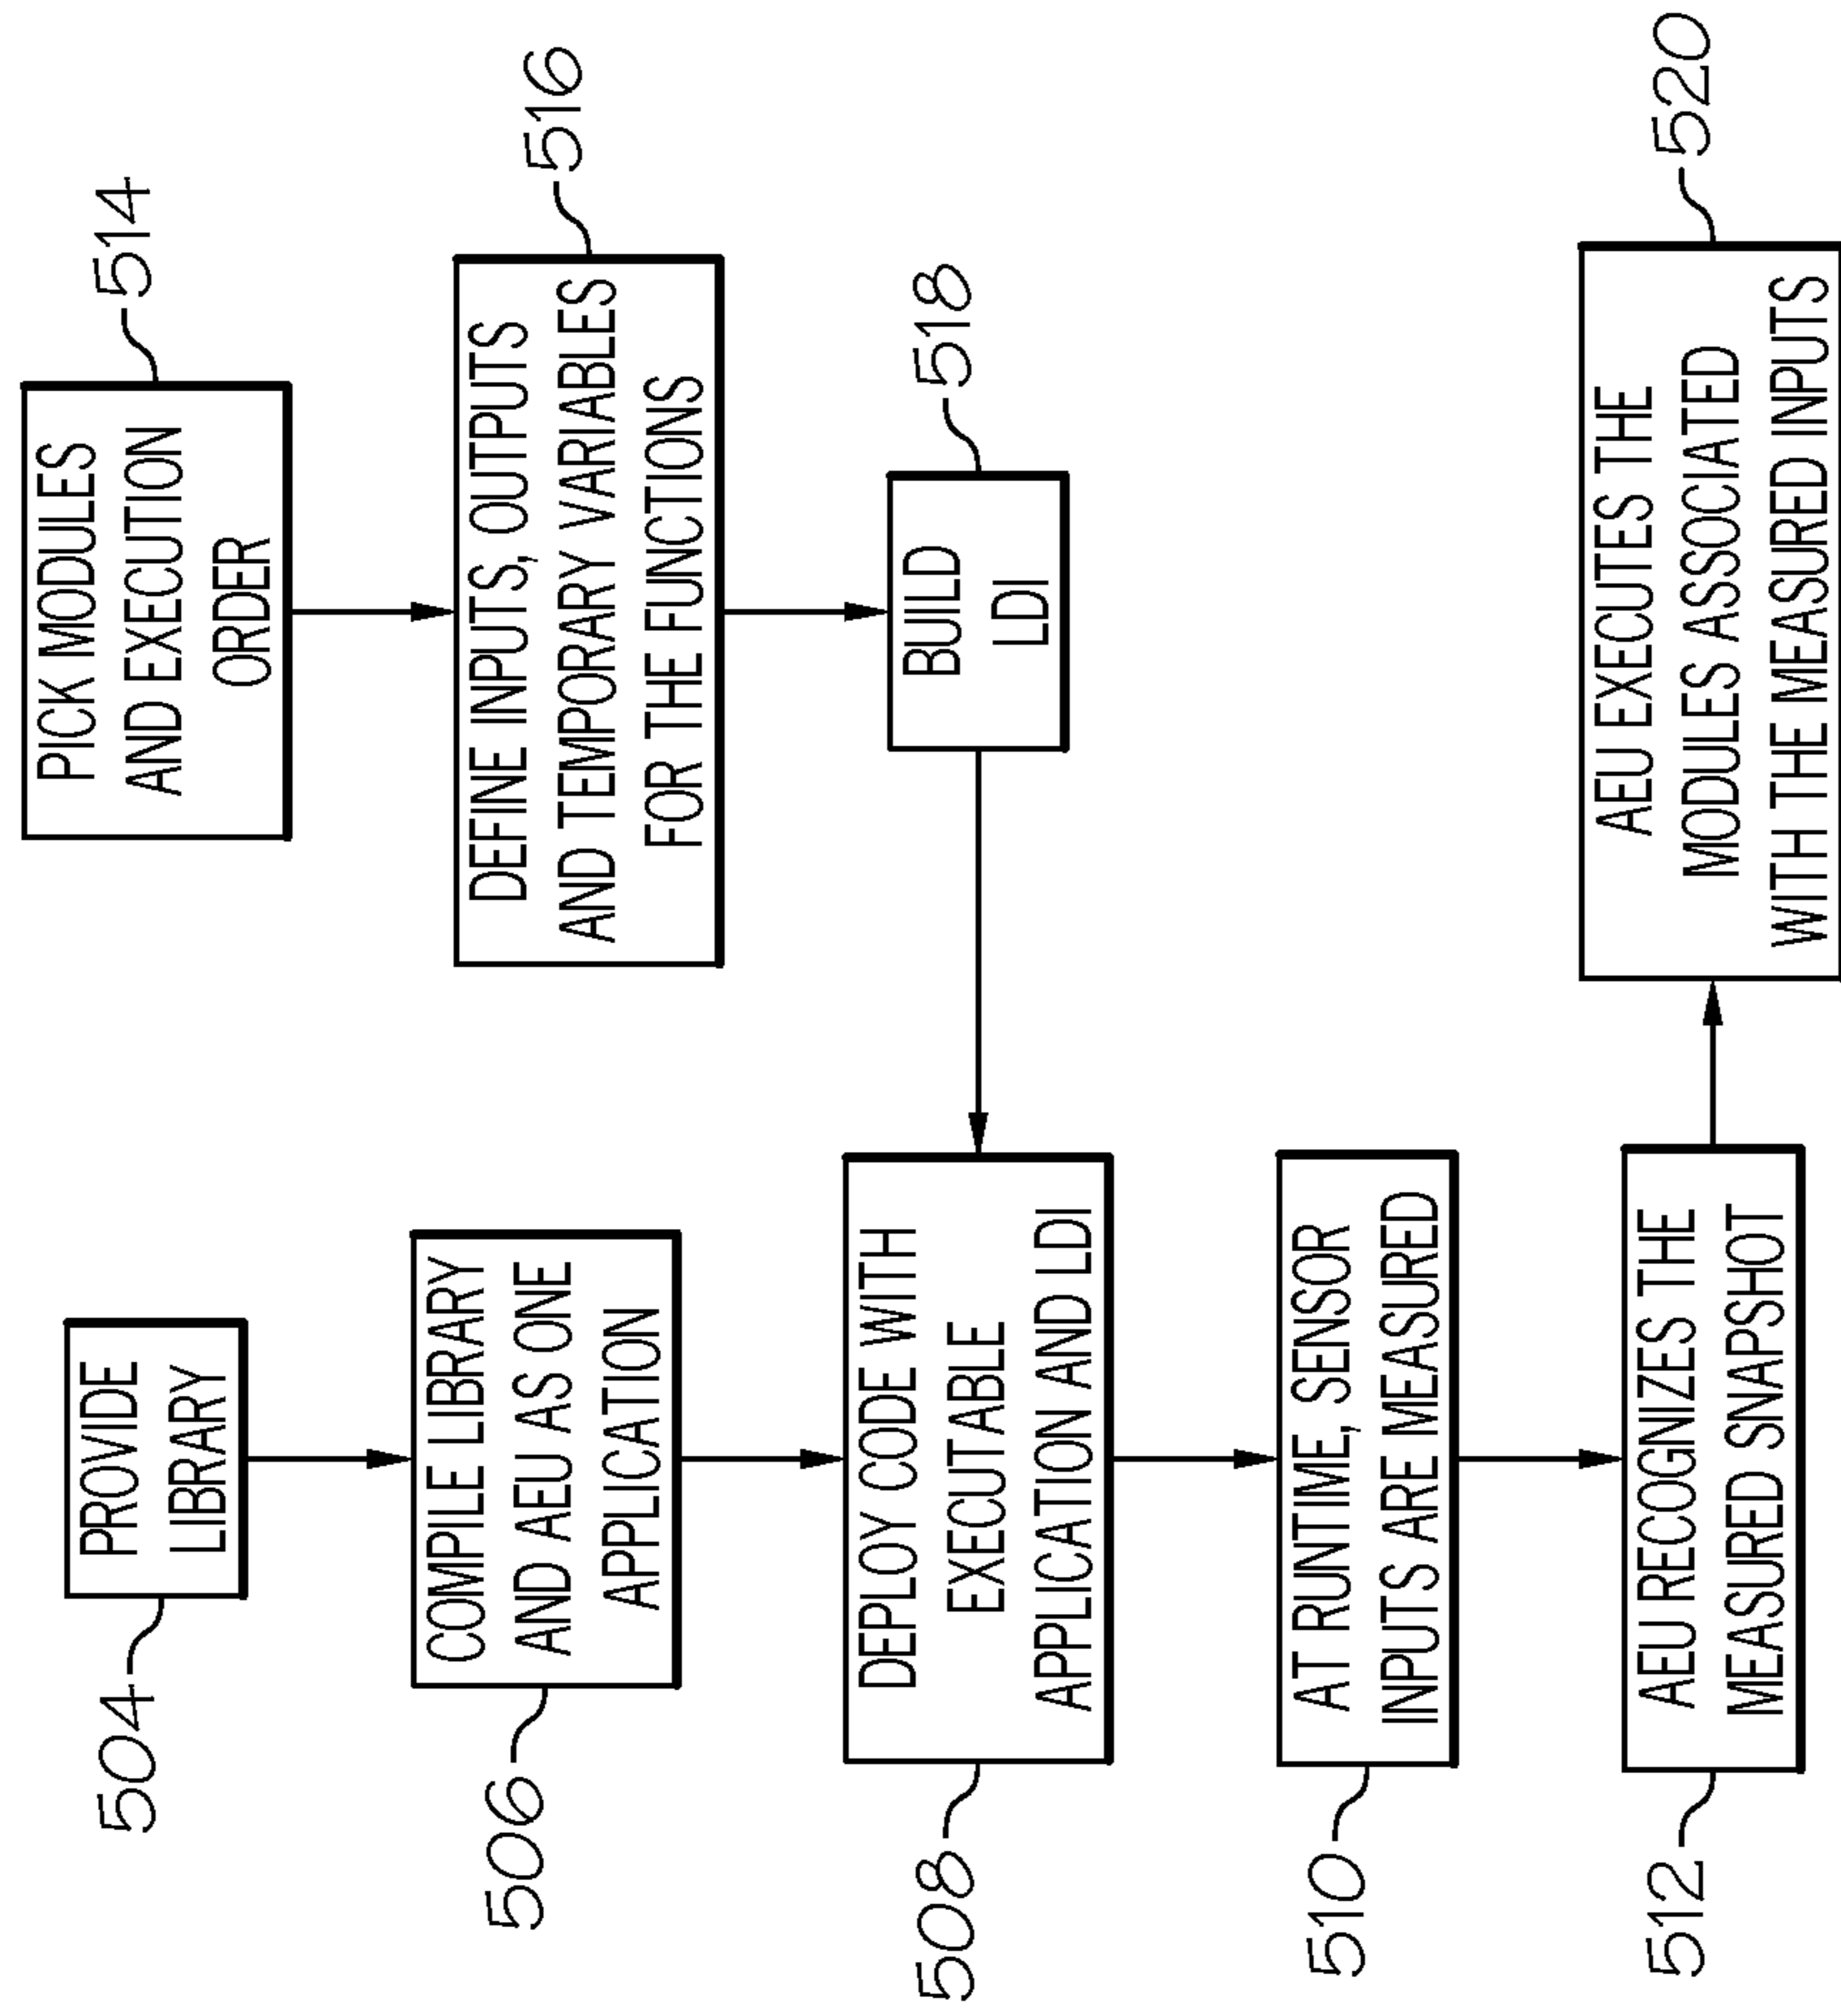 504
PROVIDE
LIBRARY
506
COMPILE LIBRARY
AND AEU AS ONE
APPLICATION
508
DEPLOY CODE WITH
EXECUTABLE
APPLICATION AND LDI
510
AT RUNTIME, SENSOR
INPUTS ARE MEASURED
512
AEU RECOGNIZES THE
MEASURED SNAPSHOT
PICK MODULES
AND EXECUTION
ORDER
514
DEFINE INPUTS, OUTPUTS
AND TEMPORARY VARIABLES
FOR THE FUNCTIONS
516
BUILD
LDI
518
AEU EXECUTES THE
MODULES ASSOCIATED
WITH THE MEASURED INPUTS
520